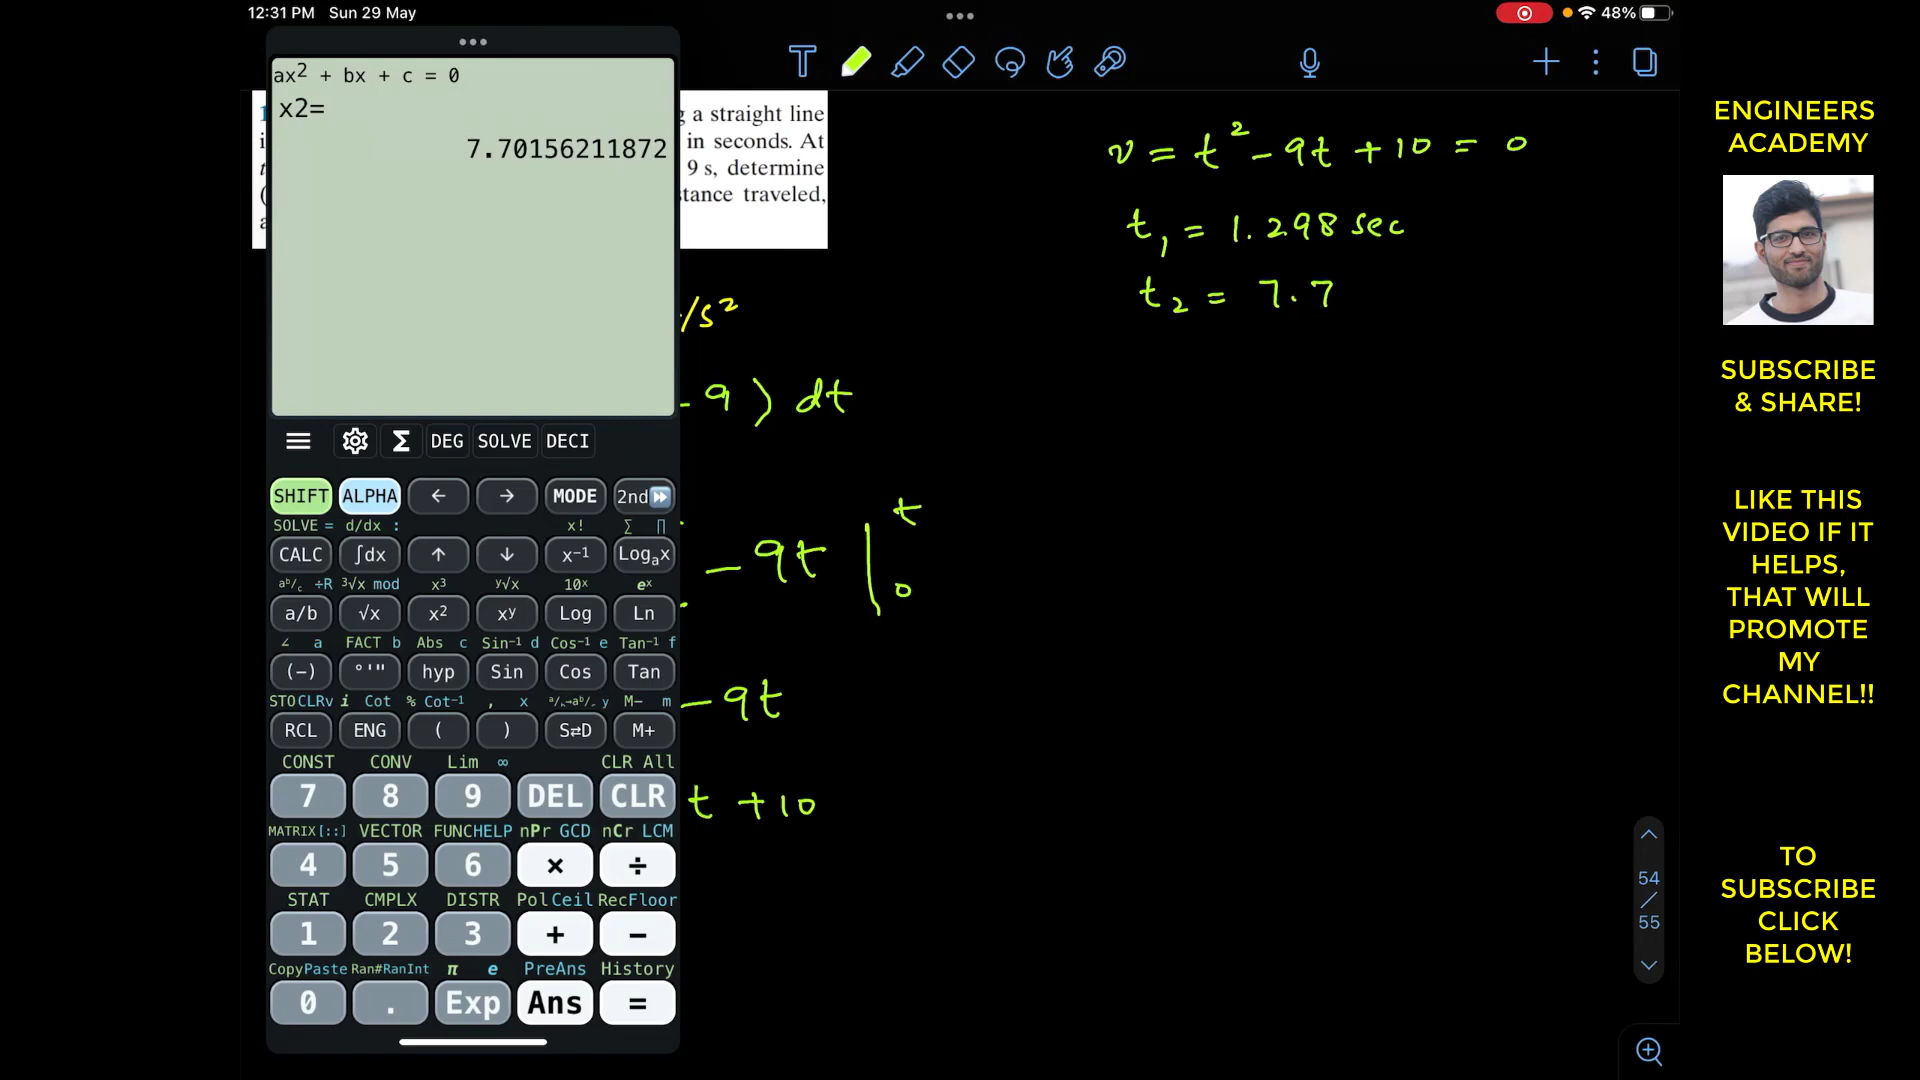 12:31 PM Sun 29 May
48%
ax² + bx + c = 0
x2=
7.70156211872
g a straight line
in seconds. At
9 s, determine
stance traveled,
/s²
- 9 ) dt
- 9t | t 0
- 9t
t + 10
v = t² - 9t + 10 = 0
t₁ = 1.298 sec
t₂ = 7.7
DEG SOLVE DECI
SHIFT ALPHA ← → MODE 2nd
SOLVE = d/dx : x! ∑ ∏
CALC ∫dx ↑ ↓ x⁻¹ Logₐx
aᵇ/c ÷R ³√x mod x³ ʸ√x 10ˣ eˣ
a/b √x x² xʸ Log Ln
∠ a FACT b Abs c Sin⁻¹ d Cos⁻¹ e Tan⁻¹ f
(−) °'" hyp Sin Cos Tan
STO CLRv i Cot % Cot⁻¹ , x y M− m
RCL ENG ( ) S⇄D M+
CONST CONV Lim ∞ CLR All
7 8 9 DEL CLR
MATRIX[::] VECTOR FUNC HELP nPr GCD nCr LCM
4 5 6 × ÷
STAT CMPLX DISTR Pol Ceil Rec Floor
1 2 3 + −
Copy Paste Ran# RanInt π e PreAns History
0 . Exp Ans =
54
/
55
ENGINEERS
ACADEMY
SUBSCRIBE
& SHARE!
LIKE THIS
VIDEO IF IT
HELPS,
THAT WILL
PROMOTE
MY
CHANNEL!!
TO
SUBSCRIBE
CLICK
BELOW!